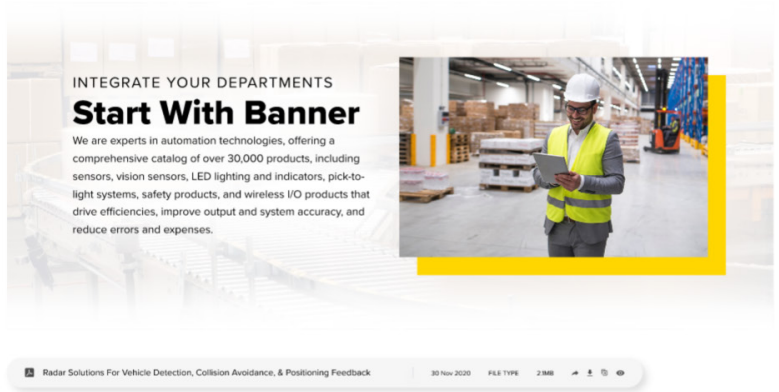 INTEGRATE YOUR DEPARTMENTS
Start With Banner
We are experts in automation technologies, offering a
comprehensive catalog of over 30,000 products, including
sensors, vision sensors, LED lighting and indicators, pick-to-
light systems, safety products, and wireless I/O products that
drive efficiencies, improve output and system accuracy, and
reduce errors and expenses.
Radar Solutions For Vehicle Detection, Collision Avoidance, & Positioning Feedback 30 Nov 2020 FILE TYPE 2.1MB